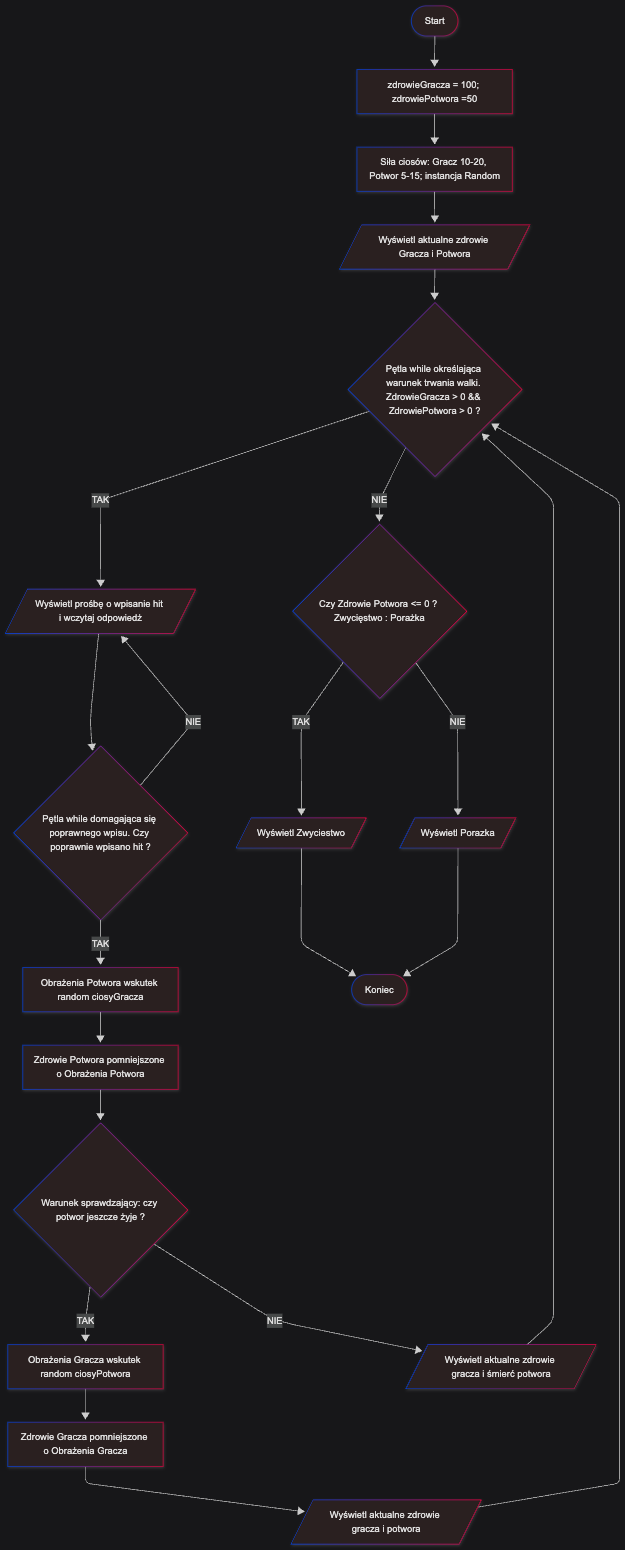 Start
zdrowieGracza = 100;
zdrowiePotwora =50
Siła ciosów: Gracz 10-20,
Potwor 5-15; instancja Random
Wyświetl aktualne zdrowie
Gracza i Potwora
Pętla while określająca
warunek trwania walki.
ZdrowieGracza > 0 &&
ZdrowiePotwora > 0 ?
TAK
NIE
Wyświetl prośbę o wpisanie hit
i wczytaj odpowiedź
Czy Zdrowie Potwora <= 0 ?
Zwycięstwo : Porażka
NIE
TAK
NIE
Pętla while domagająca się
poprawnego wpisu. Czy
poprawnie wpisano hit ?
Wyświetl Zwyciestwo
Wyświetl Porazka
TAK
Obrażenia Potwora wskutek
random ciosyGracza
Koniec
Zdrowie Potwora pomniejszone
o Obrażenia Potwora
Warunek sprawdzający: czy
potwor jeszcze żyje ?
TAK
NIE
Obrażenia Gracza wskutek
random ciosyPotwora
Wyświetl aktualne zdrowie
gracza i śmierć potwora
Zdrowie Gracza pomniejszone
o Obrażenia Gracza
Wyświetl aktualne zdrowie
gracza i potwora